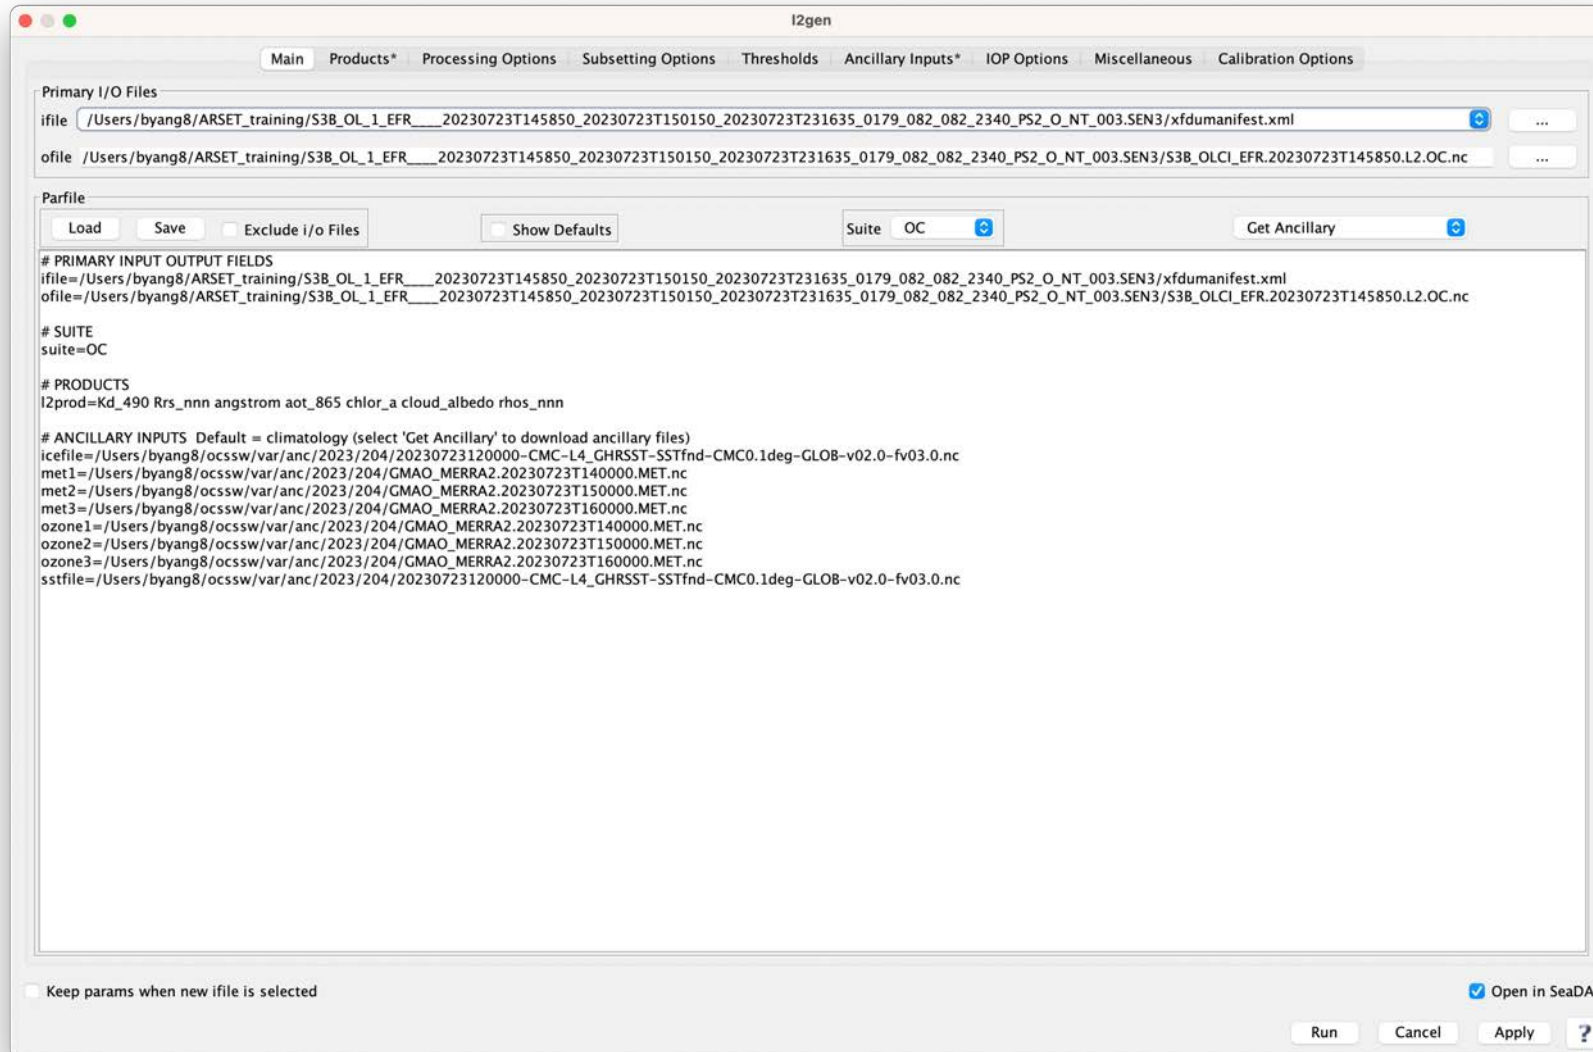 l2gen
Main Products* Processing Options Subsetting Options Thresholds Ancillary Inputs* IOP Options Miscellaneous Calibration Options
Primary I/O Files
ifile /Users/byang8/ARSET_training/S3B_OL_1_EFR____20230723T145850_20230723T150150_20230723T231635_0179_082_082_2340_PS2_O_NT_003.SEN3/xfdumanifest.xml ...
ofile /Users/byang8/ARSET_training/S3B_OL_1_EFR____20230723T145850_20230723T150150_20230723T231635_0179_082_082_2340_PS2_O_NT_003.SEN3/S3B_OLCI_EFR.20230723T145850.L2.OC.nc ...
Parfile
Load Save Exclude i/o Files Show Defaults Suite OC Get Ancillary
# PRIMARY INPUT OUTPUT FIELDS
ifile=/Users/byang8/ARSET_training/S3B_OL_1_EFR____20230723T145850_20230723T150150_20230723T231635_0179_082_082_2340_PS2_O_NT_003.SEN3/xfdumanifest.xml
ofile=/Users/byang8/ARSET_training/S3B_OL_1_EFR____20230723T145850_20230723T150150_20230723T231635_0179_082_082_2340_PS2_O_NT_003.SEN3/S3B_OLCI_EFR.20230723T145850.L2.OC.nc
# SUITE
suite=OC
# PRODUCTS
l2prod=Kd_490 Rrs_nnn angstrom aot_865 chlor_a cloud_albedo rhos_nnn
# ANCILLARY INPUTS  Default = climatology (select 'Get Ancillary' to download ancillary files)
icefile=/Users/byang8/ocssw/var/anc/2023/204/20230723120000-CMC-L4_GHRSST-SSTfnd-CMC0.1deg-GLOB-v02.0-fv03.0.nc
met1=/Users/byang8/ocssw/var/anc/2023/204/GMAO_MERRA2.20230723T140000.MET.nc
met2=/Users/byang8/ocssw/var/anc/2023/204/GMAO_MERRA2.20230723T150000.MET.nc
met3=/Users/byang8/ocssw/var/anc/2023/204/GMAO_MERRA2.20230723T160000.MET.nc
ozone1=/Users/byang8/ocssw/var/anc/2023/204/GMAO_MERRA2.20230723T140000.MET.nc
ozone2=/Users/byang8/ocssw/var/anc/2023/204/GMAO_MERRA2.20230723T150000.MET.nc
ozone3=/Users/byang8/ocssw/var/anc/2023/204/GMAO_MERRA2.20230723T160000.MET.nc
sstfile=/Users/byang8/ocssw/var/anc/2023/204/20230723120000-CMC-L4_GHRSST-SSTfnd-CMC0.1deg-GLOB-v02.0-fv03.0.nc
Keep params when new ifile is selected Open in SeaDA
Run Cancel Apply ?